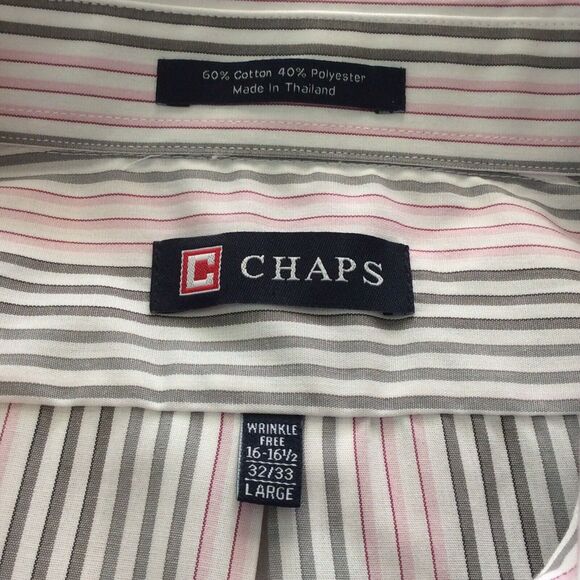 60% Cotton 40% Polyester
Made In Thailand
C CHAPS
WRINKLE
FREE
16-16½
32/33
LARGE